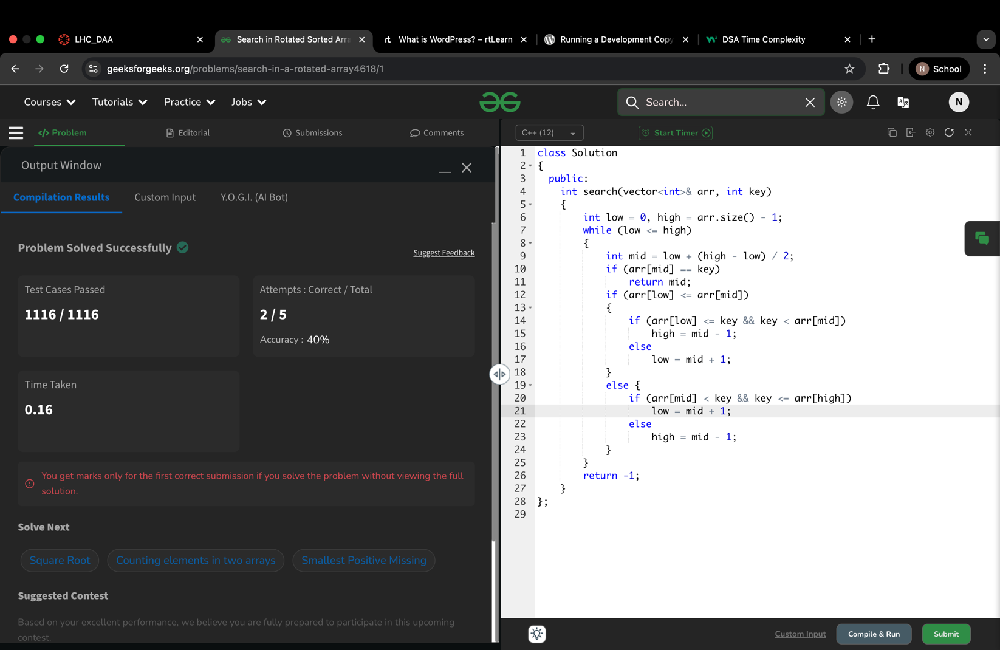 LHC_DAA
Search in Rotated Sorted Arra
rt What is WordPress? – rtLearn
Running a Development Copy
DSA Time Complexity
geeksforgeeks.org/problems/search-in-a-rotated-array4618/1
N School
Courses Tutorials Practice Jobs
Search...
N
</> Problem Editorial Submissions Comments
C++ (12)
Start Timer
Output Window
Compilation Results Custom Input Y.O.G.I. (AI Bot)
Problem Solved Successfully
Suggest Feedback
Test Cases Passed
1116 / 1116
Attempts : Correct / Total
2 / 5
Accuracy : 40%
Time Taken
0.16
You get marks only for the first correct submission if you solve the problem without viewing the full
solution.
Solve Next
Square Root Counting elements in two arrays Smallest Positive Missing
Suggested Contest
Based on your excellent performance, we believe you are fully prepared to participate in this upcoming
contest.
1 class Solution
2 {
3 public:
4 int search(vector<int>& arr, int key)
5 {
6 int low = 0, high = arr.size() - 1;
7 while (low <= high)
8 {
9 int mid = low + (high - low) / 2;
10 if (arr[mid] == key)
11 return mid;
12 if (arr[low] <= arr[mid])
13 {
14 if (arr[low] <= key && key < arr[mid])
15 high = mid - 1;
16 else
17 low = mid + 1;
18 }
19 else {
20 if (arr[mid] < key && key <= arr[high])
21 low = mid + 1;
22 else
23 high = mid - 1;
24 }
25 }
26 return -1;
27 }
28 };
29
Custom Input
Compile & Run
Submit